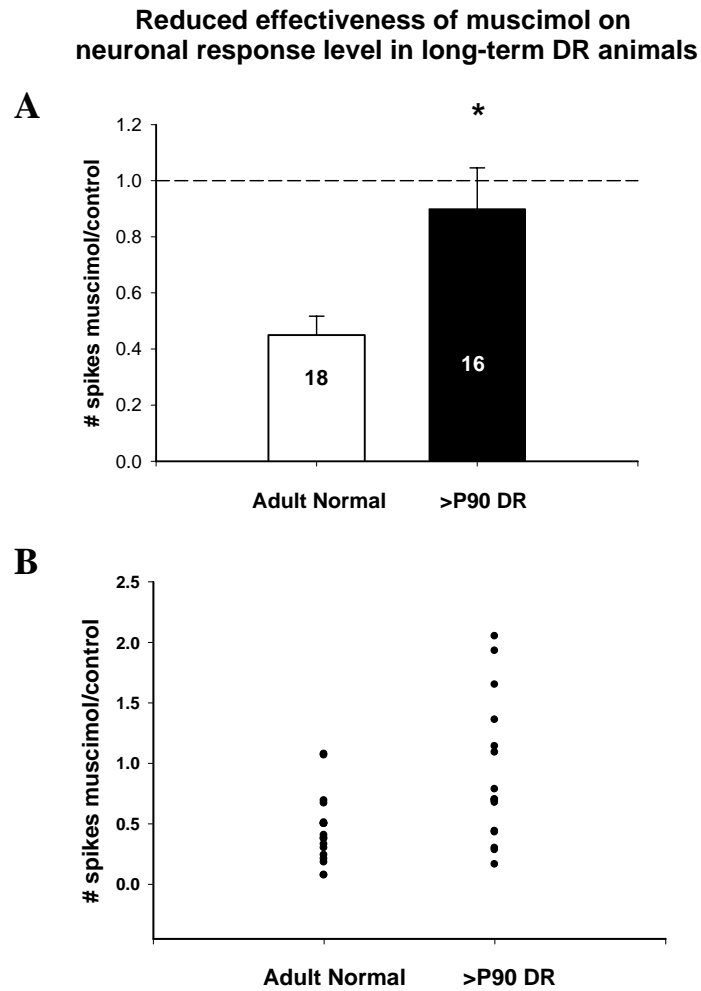 Reduced effectiveness of muscimol on
neuronal response level in long-term DR animals
A
# spikes muscimol/control
1.2
1.0
0.8
0.6
0.4
0.2
0.0
*
18
16
Adult Normal >P90 DR
B
# spikes muscimol/control
2.5
2.0
1.5
1.0
0.5
0.0
Adult Normal >P90 DR